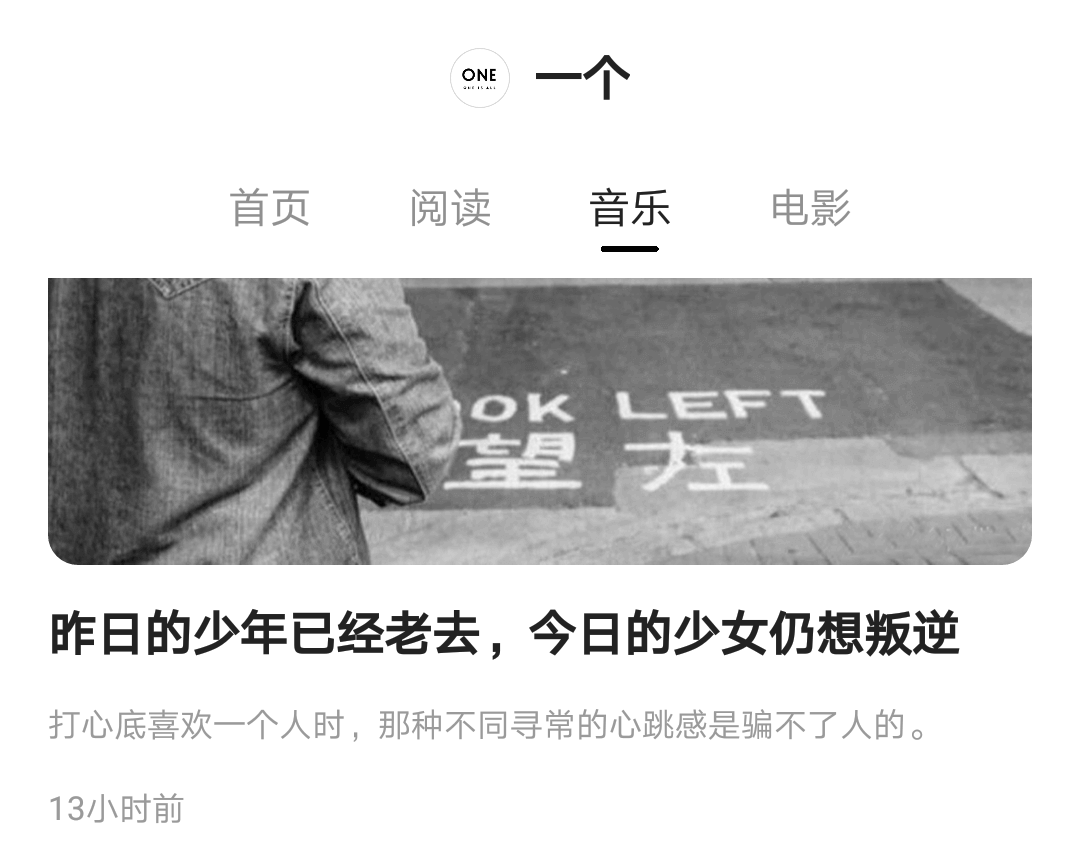 ONE
ONE IS ALL
一个
首页 阅读 音乐 电影
OK LEFT
望左
昨日的少年已经老去，今日的少女仍想叛逆
打心底喜欢一个人时，那种不同寻常的心跳感是骗不了人的。
13小时前